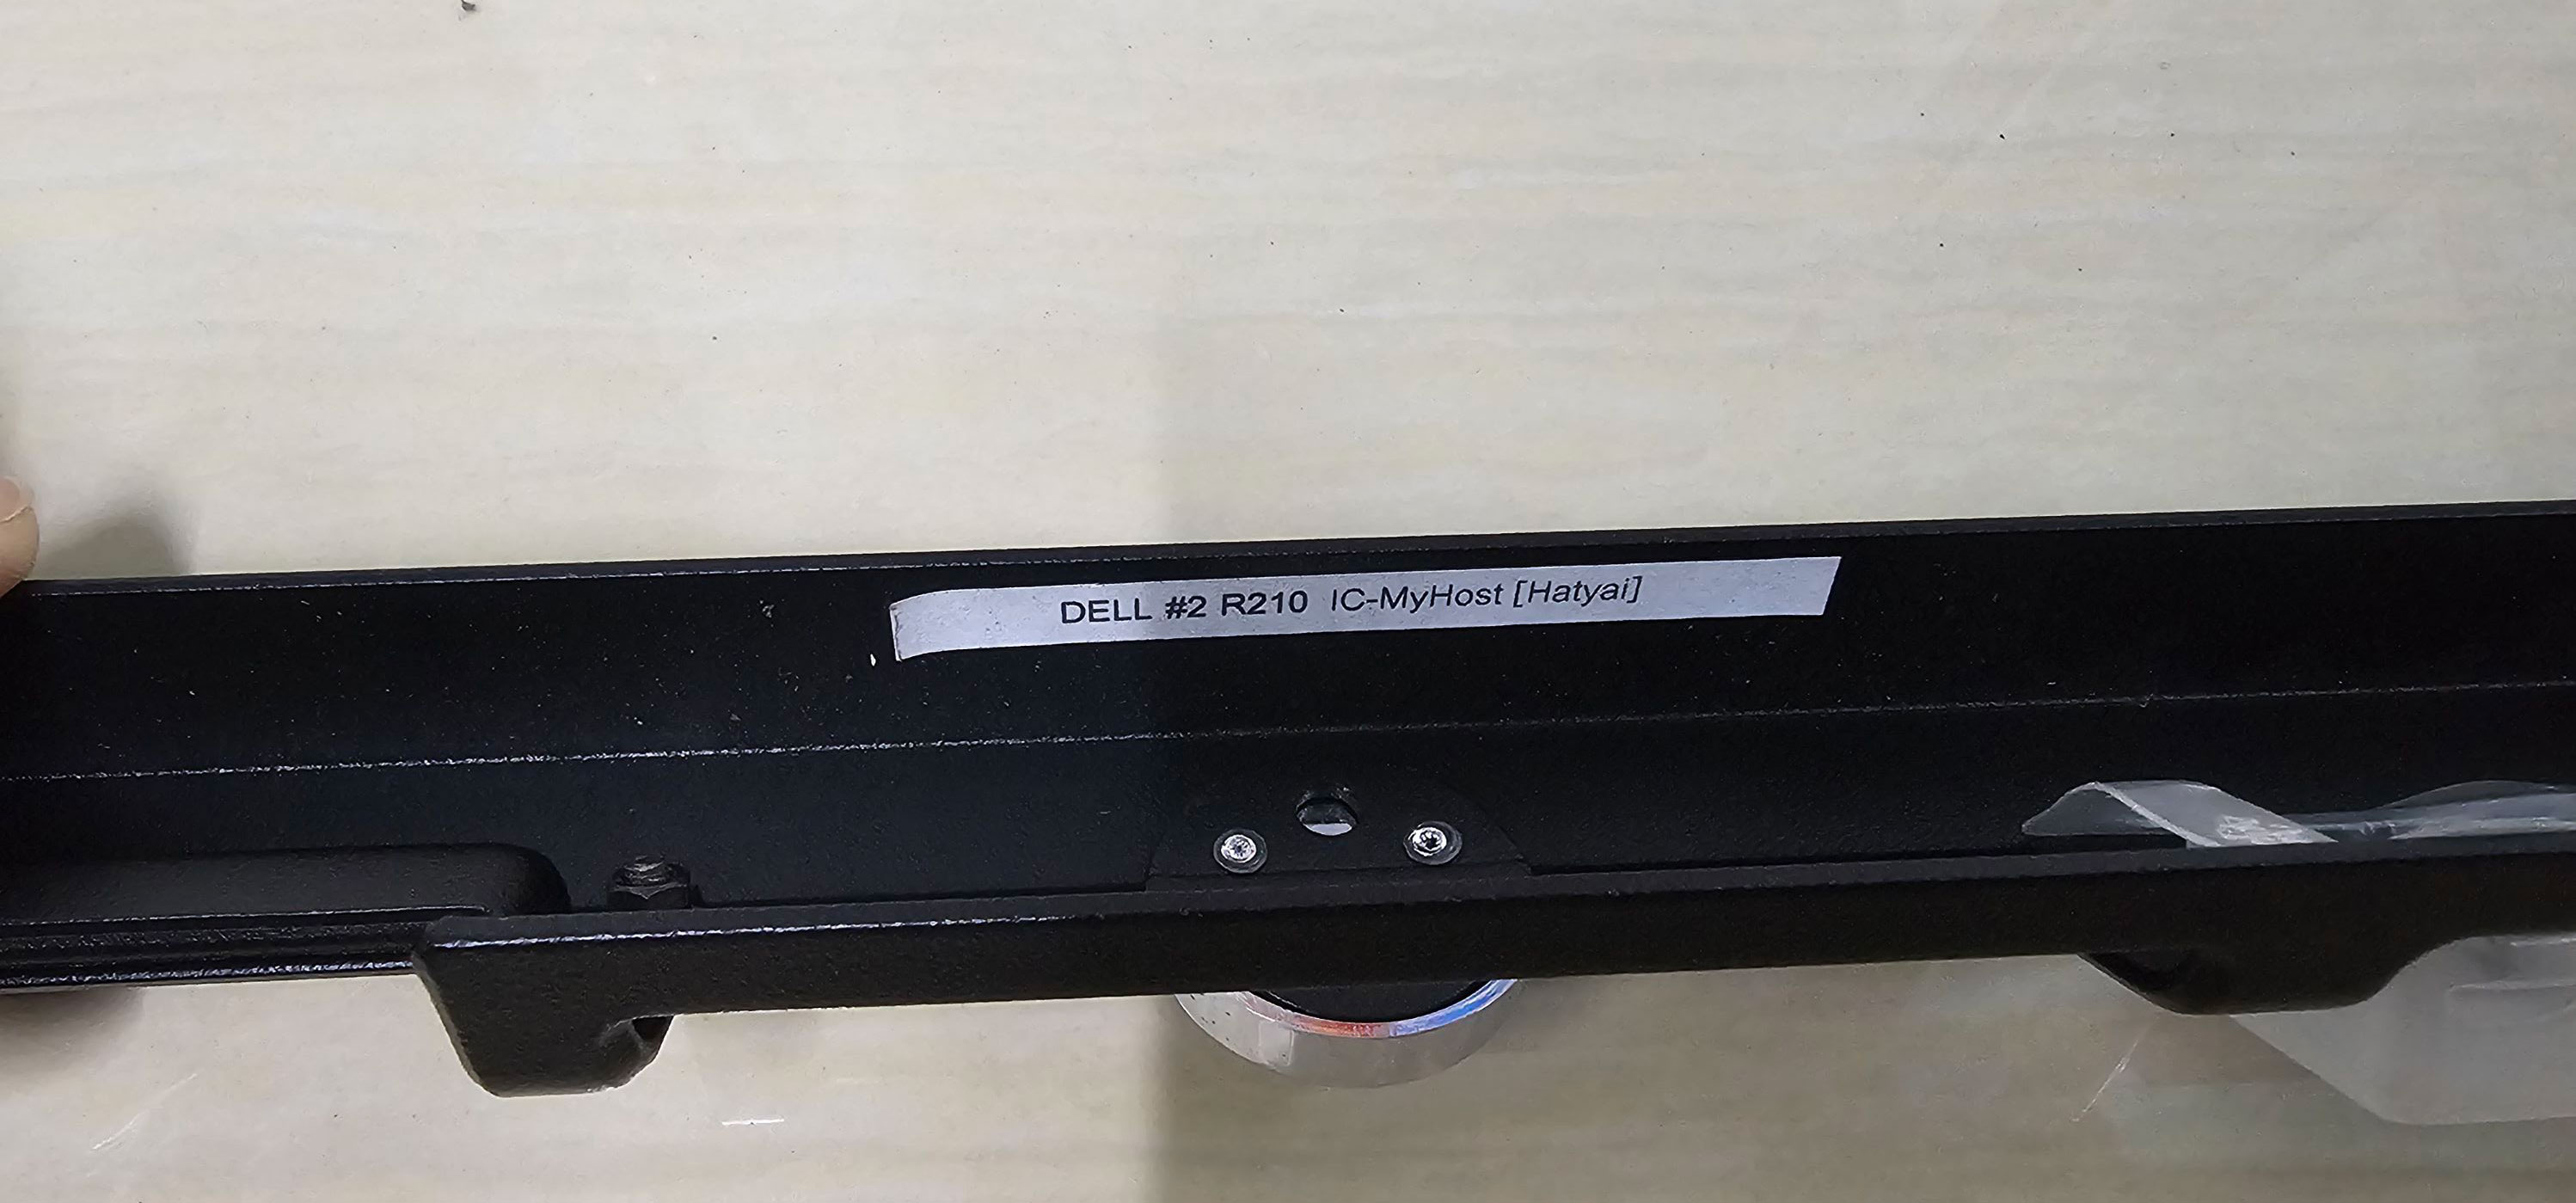 DELL #2 R210 IC-MyHost [Hatyai]